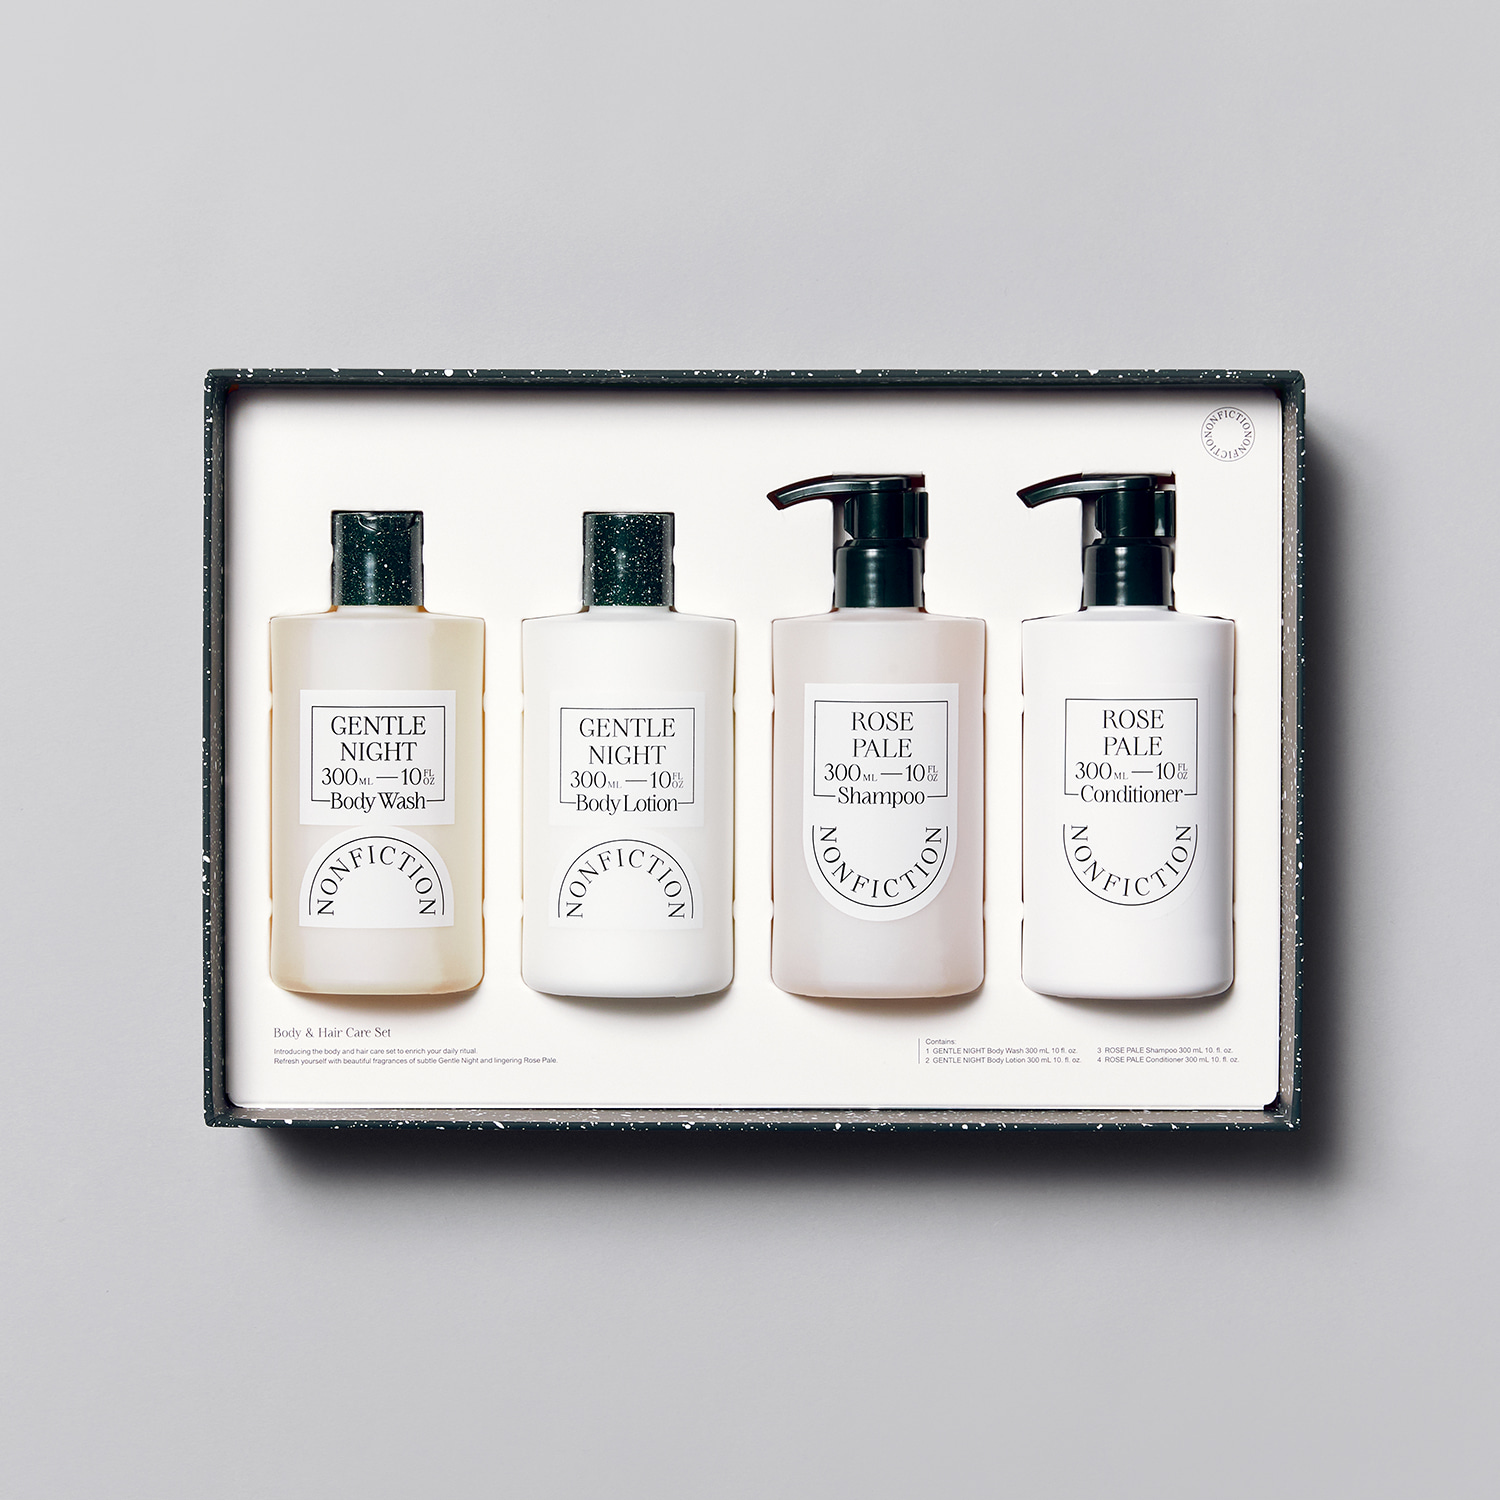 NONFICTIONONFICTIONONFICTIO
GENTLE
NIGHT
300ML—10FL OZ
Body Wash
NONFICTION
GENTLE
NIGHT
300ML—10FL OZ
Body Lotion
NONFICTION
ROSE
PALE
300ML—10FL OZ
Shampoo
NONFICTION
ROSE
PALE
300ML—10FL OZ
Conditioner
NONFICTION
Body & Hair Care Set
Introducing the body and hair care set to enrich your daily ritual.
Refresh yourself with beautiful fragrances of subtle Gentle Night and lingering Rose Pale.
Contains:
1 GENTLE NIGHT Body Wash 300 mL 10 fl. oz.
2 GENTLE NIGHT Body Lotion 300 mL 10. fl. oz.
3 ROSE PALE Shampoo 300 mL 10. fl. oz.
4 ROSE PALE Conditioner 300 mL 10. fl. oz.